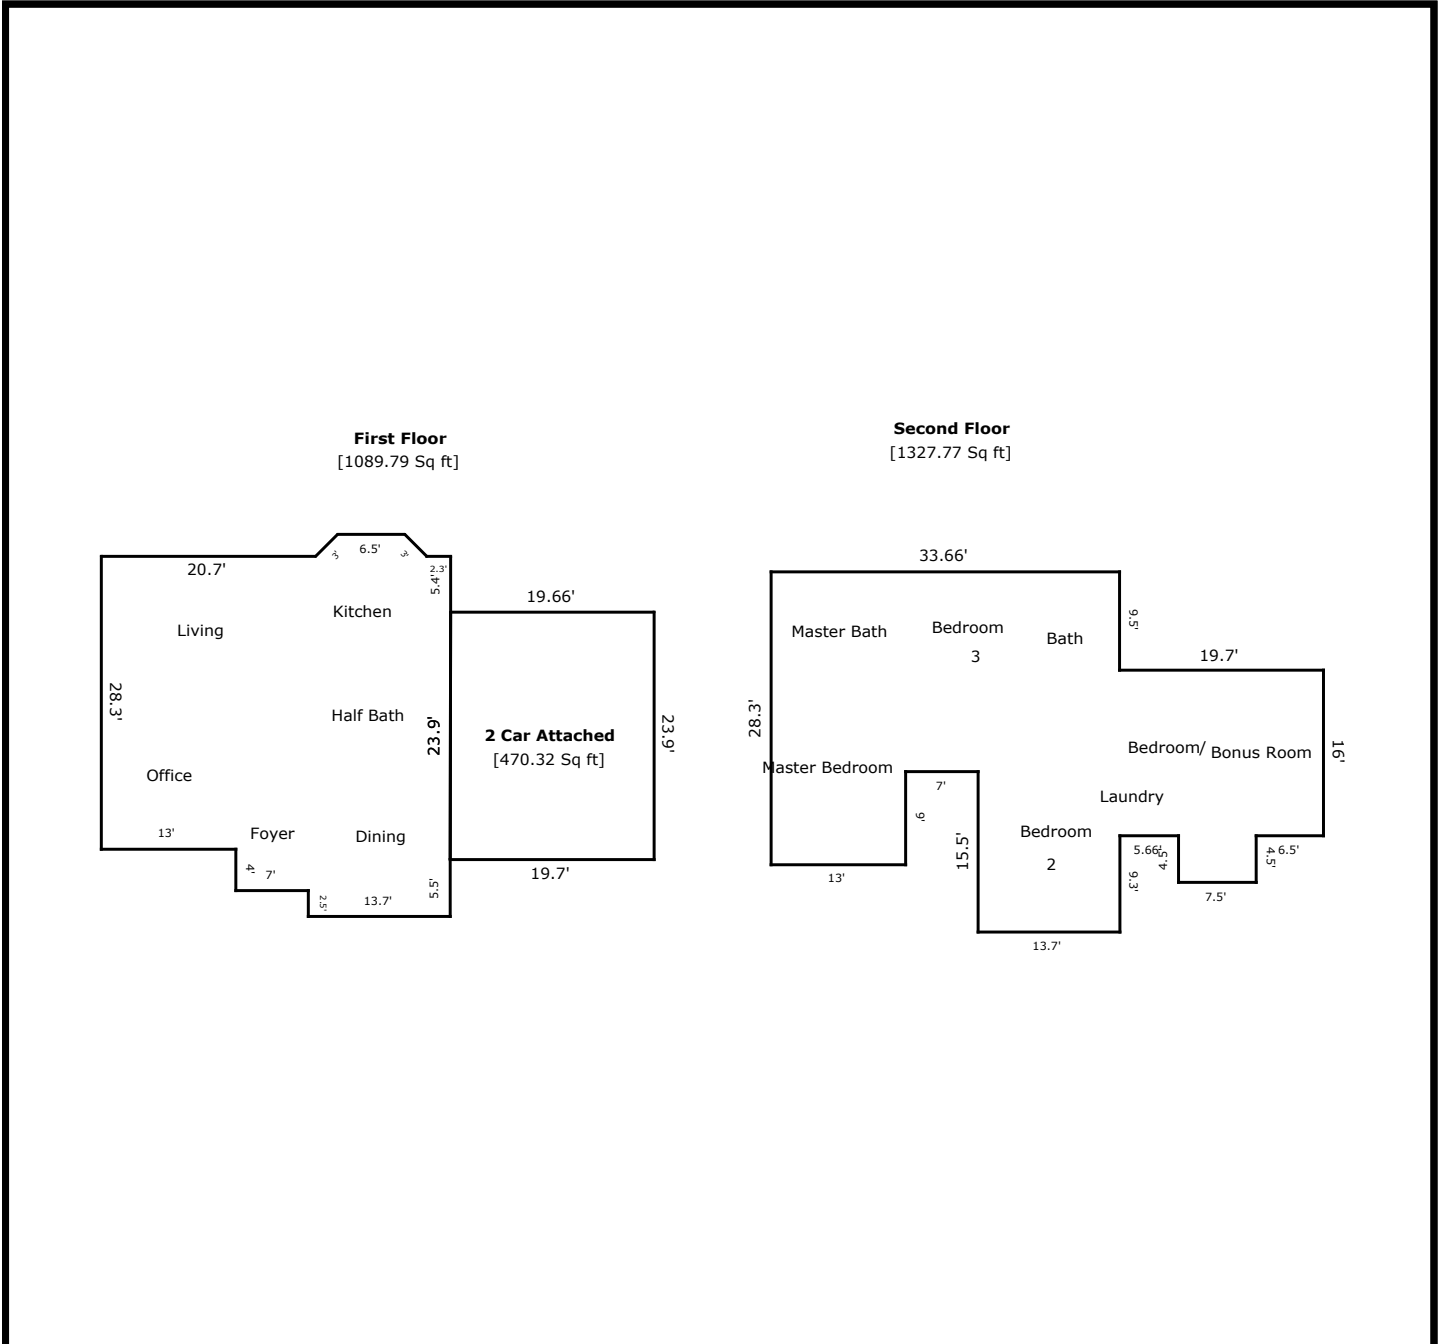 First Floor
[1089.79 Sq ft]
6.5'
3'
3'
20.7'
2.3'
5.4'
Kitchen
Living
28.3'
Half Bath
23.9'
Office
13'
Foyer
Dining
4'
7'
2.5'
13.7'
5.5'
19.66'
2 Car Attached
[470.32 Sq ft]
23.9'
19.7'
Second Floor
[1327.77 Sq ft]
33.66'
9.5'
Master Bath
Bedroom
3
Bath
19.7'
28.3'
Bedroom/ Bonus Room
16'
Master Bedroom
7'
Laundry
9'
Bedroom
2
15.5'
5.66'
4.5'
4.5'
6.5'
13'
9.3'
7.5'
13.7'